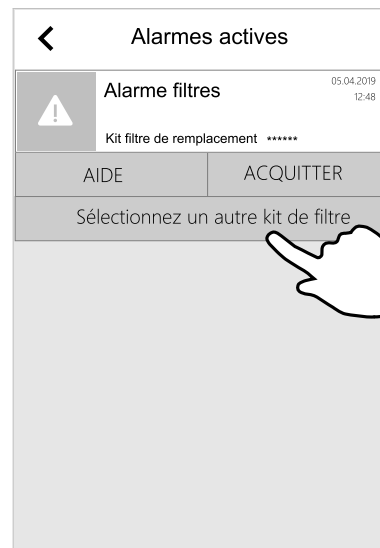 Alarmes actives
Alarme filtres
05.04.2019
12:48
Kit filtre de remplacement ******
AIDE
ACQUITTER
Sélectionnez un autre kit de filtre